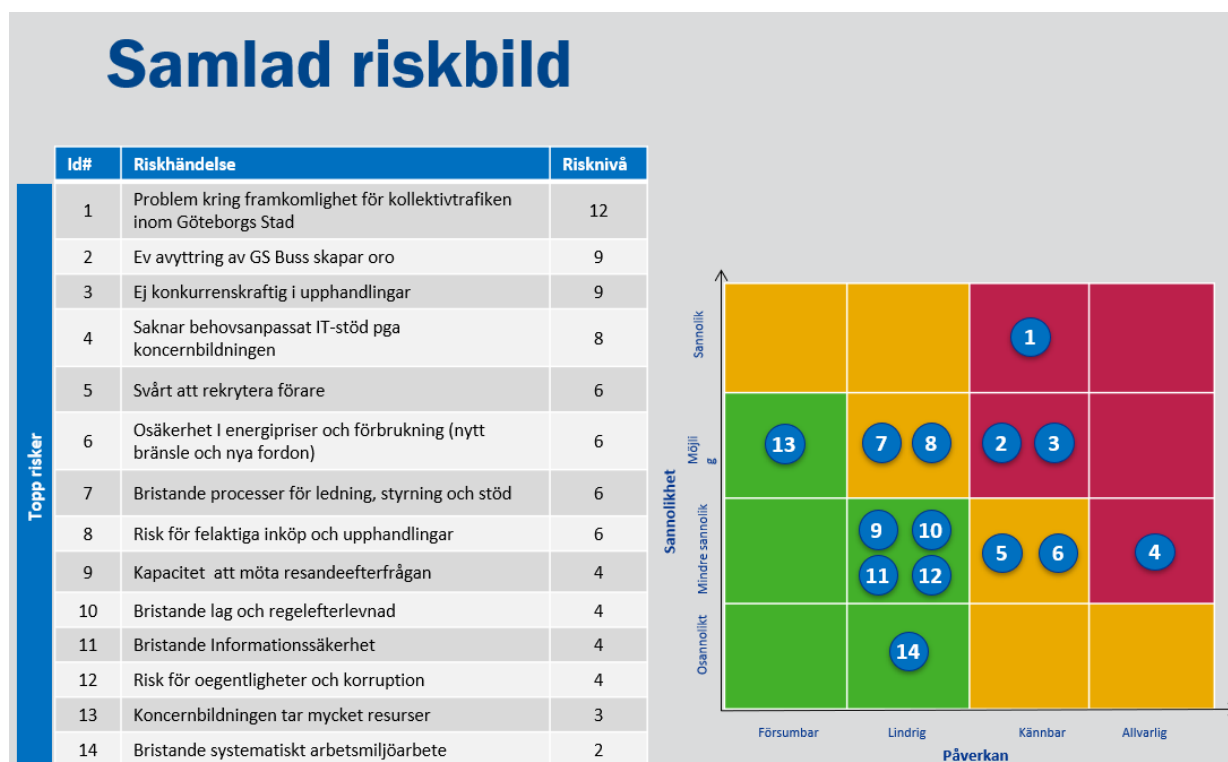 Samlad riskbild
Id# Riskhändelse Risknivå
1 Problem kring framkomlighet för kollektivtrafiken
inom Göteborgs Stad 12
2 Ev avyttring av GS Buss skapar oro 9
3 Ej konkurrenskraftig i upphandlingar 9
4 Saknar behovsanpassat IT-stöd pga
koncernbildningen 8
5 Svårt att rekrytera förare 6
6 Osäkerhet I energipriser och förbrukning (nytt
bränsle och nya fordon) 6
7 Bristande processer för ledning, styrning och stöd 6
8 Risk för felaktiga inköp och upphandlingar 6
9 Kapacitet att möta resandeefterfrågan 4
10 Bristande lag och regelefterlevnad 4
11 Bristande Informationssäkerhet 4
12 Risk för oegentligheter och korruption 4
13 Koncernbildningen tar mycket resurser 3
14 Bristande systematiskt arbetsmiljöarbete 2
Topp risker
Sannolikhet
Sannolik
Möjli
g
Mindre sannolik
Osannolikt
1
13 7 8 2 3
9 10
11 12 5 6 4
14
Försumbar Lindrig Kännbar Allvarlig
Påverkan